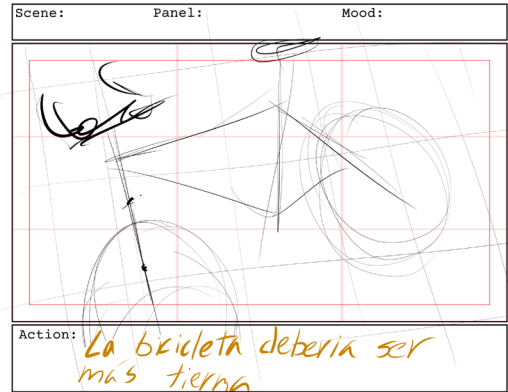 Scene: Panel: Mood:
Action: La bicicleta debería ser
más tierna